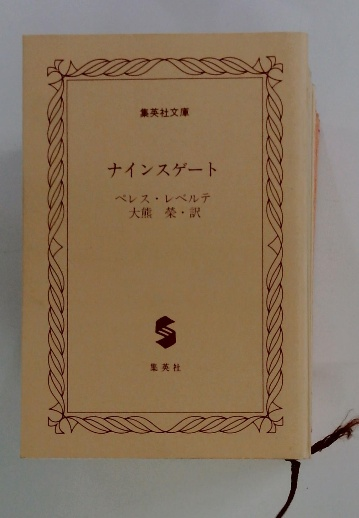 集英社文庫
ナインスゲート
ペレス・レベルテ
大熊 榮・訳
集英社